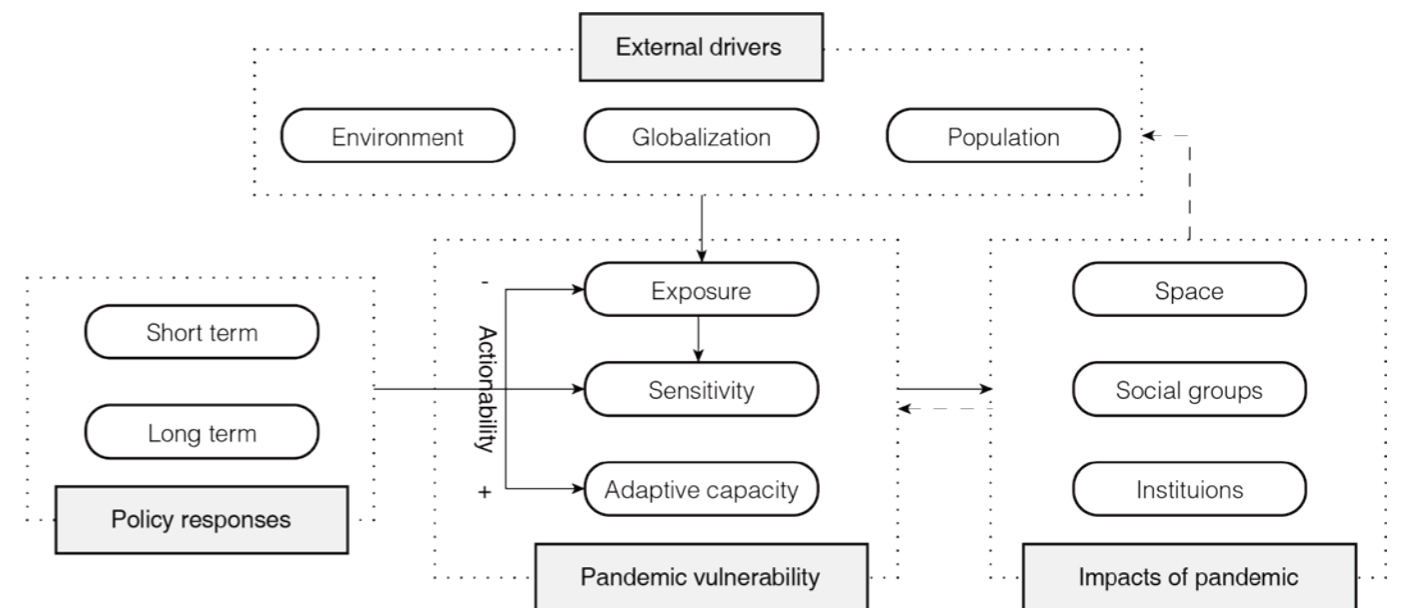 External drivers
Environment
Globalization
Population
Short term
Long term
Policy responses
-
Actionability
+
Exposure
Sensitivity
Adaptive capacity
Pandemic vulnerability
Space
Social groups
Instituions
Impacts of pandemic